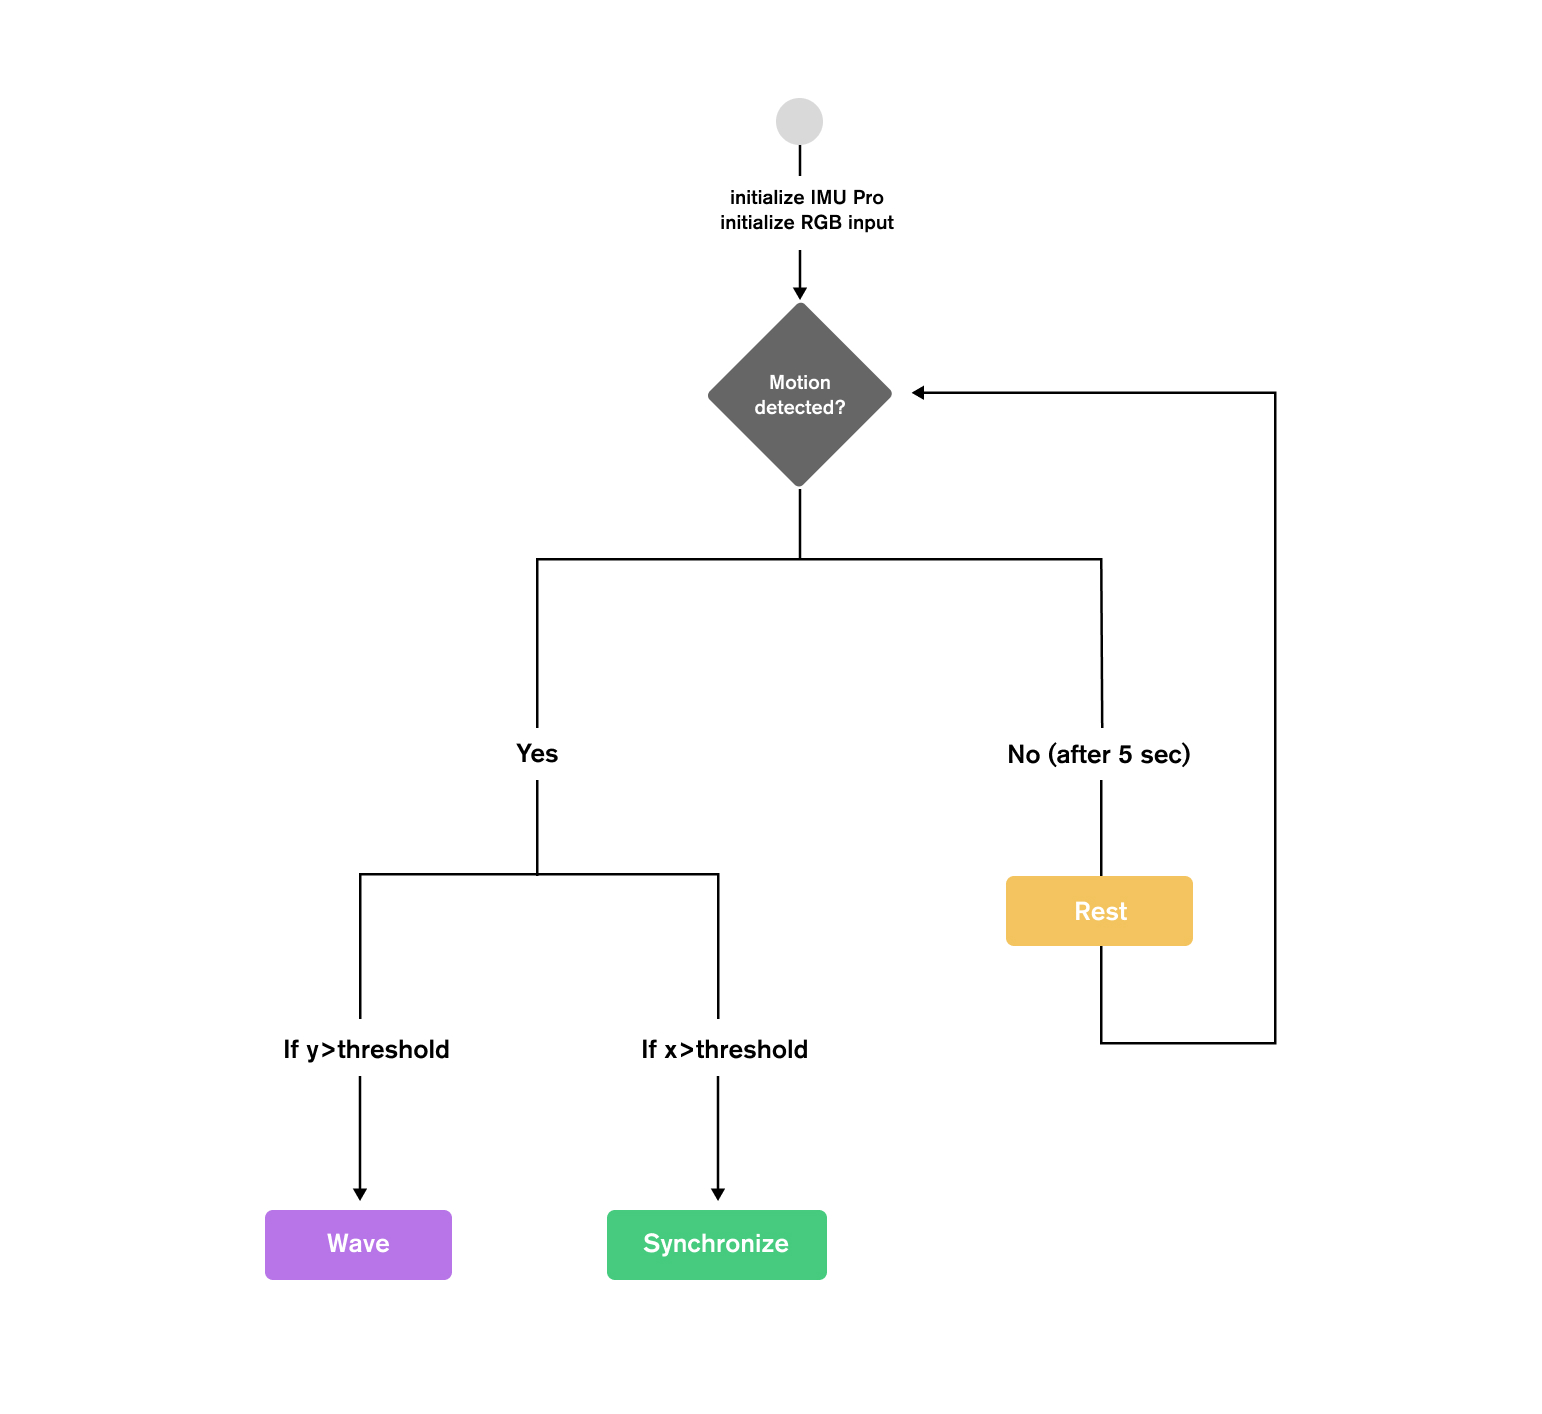 initialize IMU Pro
initialize RGB input
Motion
detected?
Yes
No (after 5 sec)
Rest
If y>threshold
If x>threshold
Wave
Synchronize